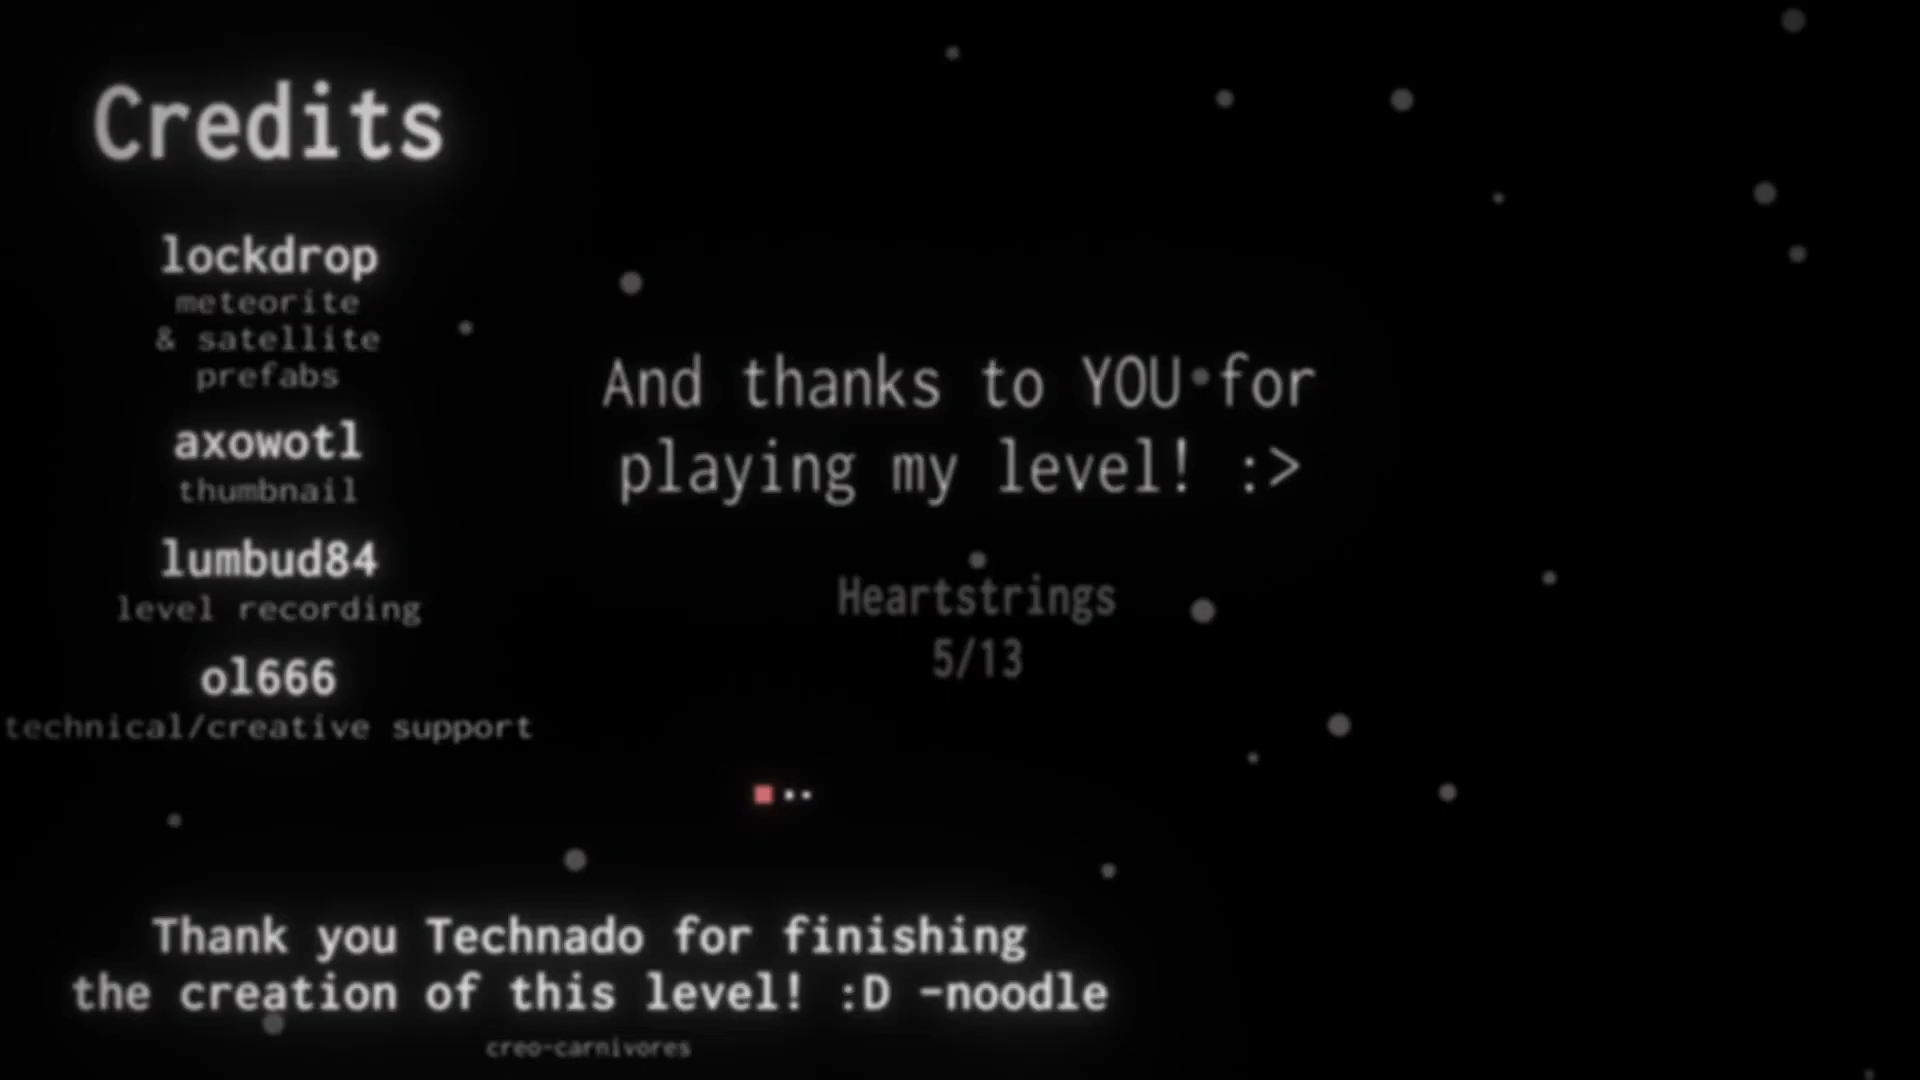 Credits
lockdrop
meteorite
& satellite
prefabs
axowotl
thumbnail
lumbud84
level recording
ol666
technical/creative support
And thanks to YOU for
playing my level! :>
Heartstrings
5/13
Thank you Technado for finishing
the creation of this level! :D -noodle
creo-carnivores